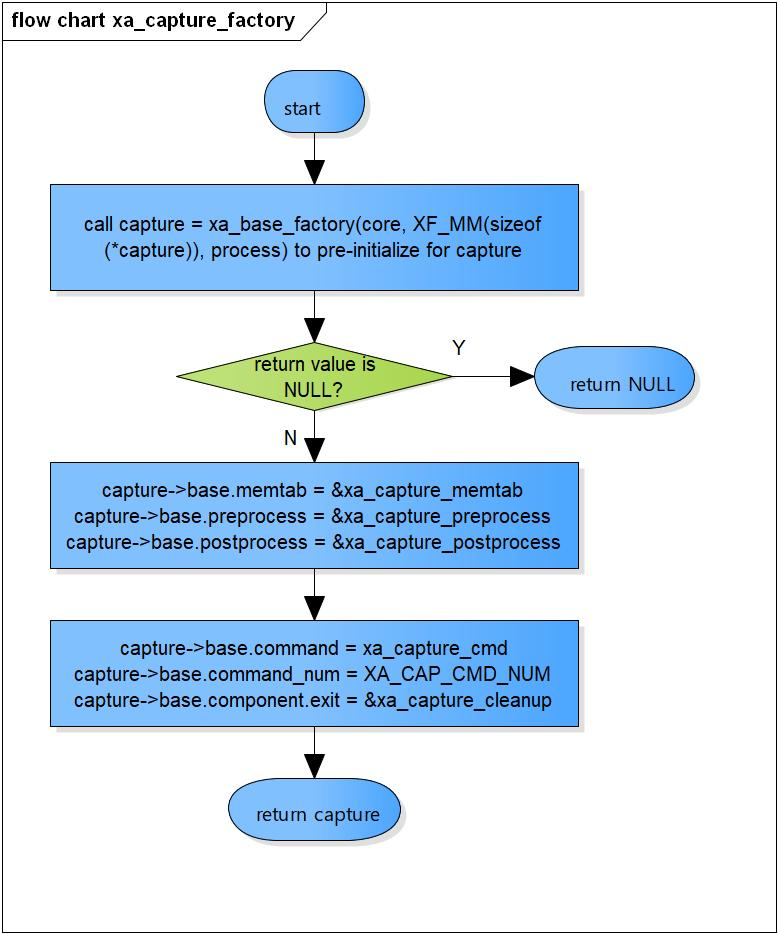 flow chart xa_capture_factory
start
call capture = xa_base_factory(core, XF_MM(sizeof
(*capture)), process) to pre-initialize for capture
return value is
NULL?
Y
return NULL
N
capture->base.memtab = &xa_capture_memtab
capture->base.preprocess = &xa_capture_preprocess
capture->base.postprocess = &xa_capture_postprocess
capture->base.command = xa_capture_cmd
capture->base.command_num = XA_CAP_CMD_NUM
capture->base.component.exit = &xa_capture_cleanup
return capture